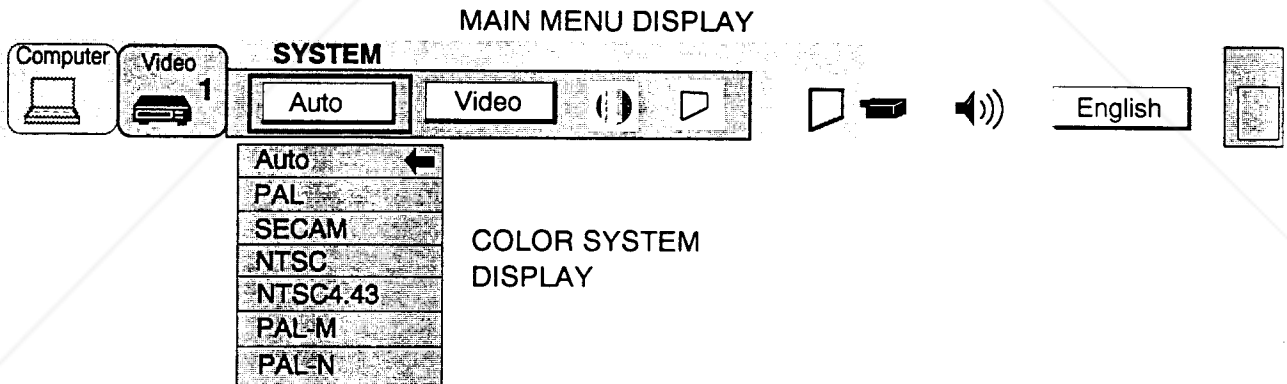 MAIN MENU DISPLAY
Computer
Video
1
SYSTEM
Auto
Video
English
Auto
PAL
SECAM
NTSC
NTSC4.43
PAL-M
PAL-N
COLOR SYSTEM
DISPLAY